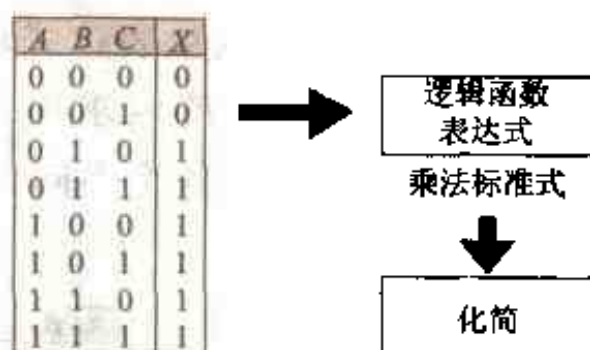 A B C X
0 0 0 0
0 0 1 0
0 1 0 1
0 1 1 1
1 0 0 1
1 0 1 1
1 1 0 1
1 1 1 1
逻辑函数
表达式
乘法标准式
化简